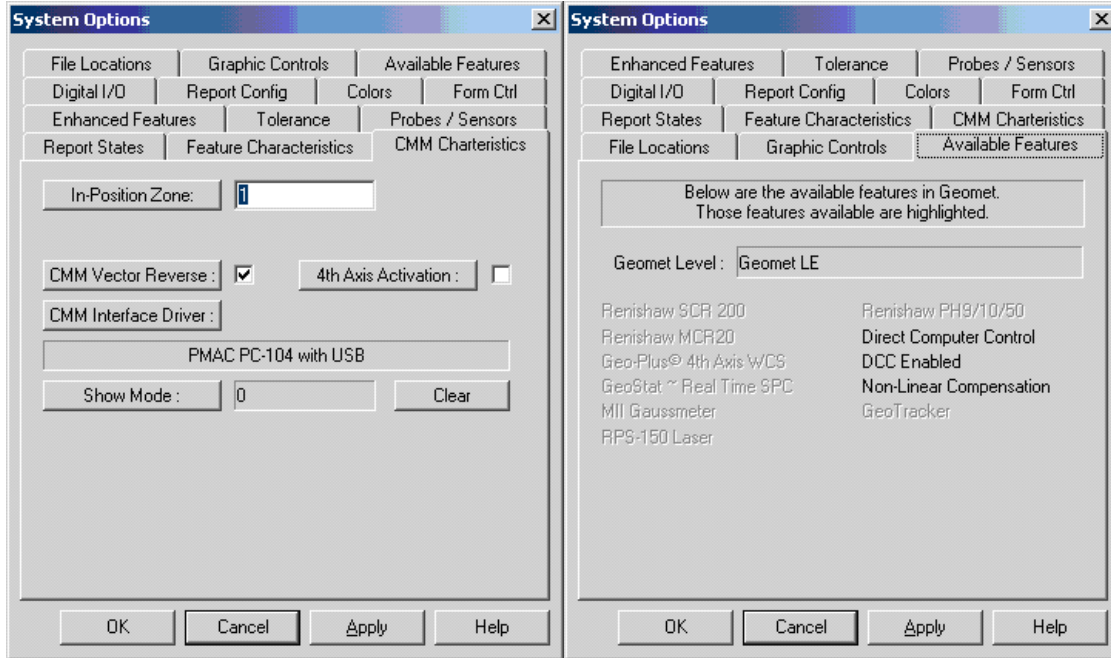 System Options
File Locations Graphic Controls Available Features
Digital I/O Report Config Colors Form Ctrl
Enhanced Features Tolerance Probes / Sensors
Report States Feature Characteristics CMM Charteristics
In-Position Zone: 1
CMM Vector Reverse : 4th Axis Activation :
CMM Interface Driver :
PMAC PC-104 with USB
Show Mode : 0 Clear
OK Cancel Apply Help
System Options
Enhanced Features Tolerance Probes / Sensors
Digital I/O Report Config Colors Form Ctrl
Report States Feature Characteristics CMM Charteristics
File Locations Graphic Controls Available Features
Below are the available features in Geomet.
Those features available are highlighted.
Geomet Level : Geomet LE
Renishaw SCR 200 Renishaw PH9/10/50
Renishaw MCR20 Direct Computer Control
Geo-Plus© 4th Axis WCS DCC Enabled
GeoStat ~ Real Time SPC Non-Linear Compensation
MII Gaussmeter GeoTracker
RPS-150 Laser
OK Cancel Apply Help